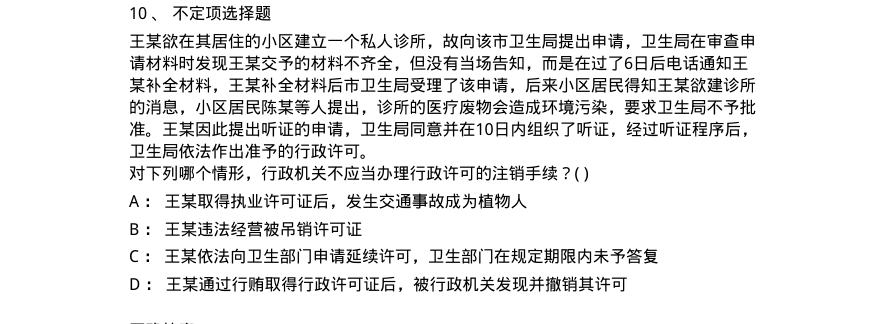 10 、 不定项选择题
王某欲在其居住的小区建立一个私人诊所，故向该市卫生局提出申请，卫生局在审查申
请材料时发现王某交予的材料不齐全，但没有当场告知，而是在过了6日后电话通知王
某补全材料，王某补全材料后市卫生局受理了该申请，后来小区居民得知王某欲建诊所
的消息，小区居民陈某等人提出，诊所的医疗废物会造成环境污染，要求卫生局不予批
准。王某因此提出听证的申请，卫生局同意并在10日内组织了听证，经过听证程序后，
卫生局依法作出准予的行政许可。
对下列哪个情形，行政机关不应当办理行政许可的注销手续？( )
A ： 王某取得执业许可证后，发生交通事故成为植物人
B ： 王某违法经营被吊销许可证
C ： 王某依法向卫生部门申请延续许可，卫生部门在规定期限内未予答复
D ： 王某通过行贿取得行政许可证后，被行政机关发现并撤销其许可